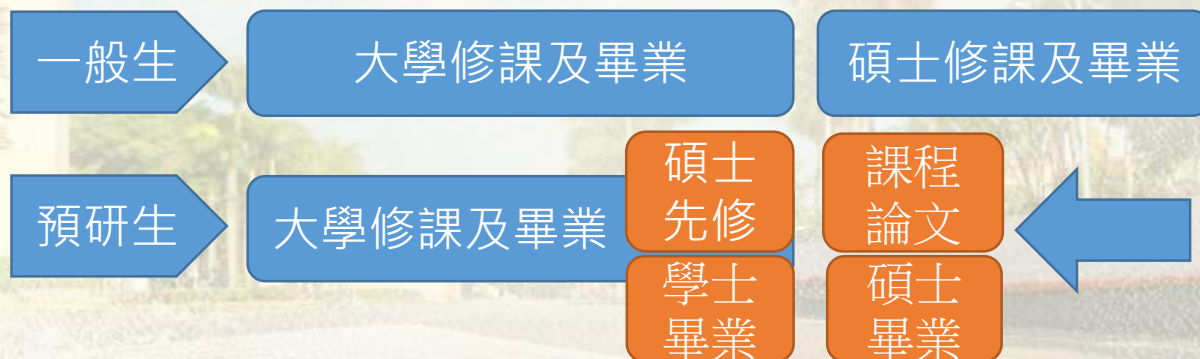 一般生
大學修課及畢業
碩士修課及畢業
預研生
大學修課及畢業
碩士
先修
課程
論文
學士
畢業
碩士
畢業